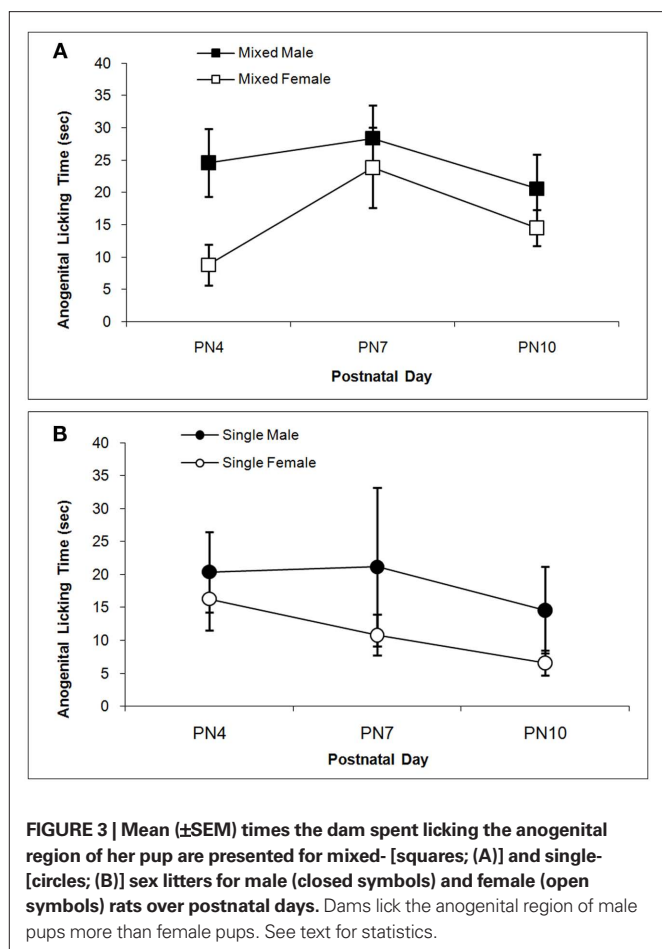 A
Mixed Male
Mixed Female
40
35
30
25
20
15
10
5
0
Anogenital Licking Time (sec)
PN4 PN7 PN10
Postnatal Day
B
Single Male
Single Female
40
35
30
25
20
15
10
5
0
Anogenital Licking Time (sec)
PN4 PN7 PN10
Postnatal Day
FIGURE 3 | Mean (±SEM) times the dam spent licking the anogenital
region of her pup are presented for mixed- [squares; (A)] and single-
[circles; (B)] sex litters for male (closed symbols) and female (open
symbols) rats over postnatal days. Dams lick the anogenital region of male
pups more than female pups. See text for statistics.